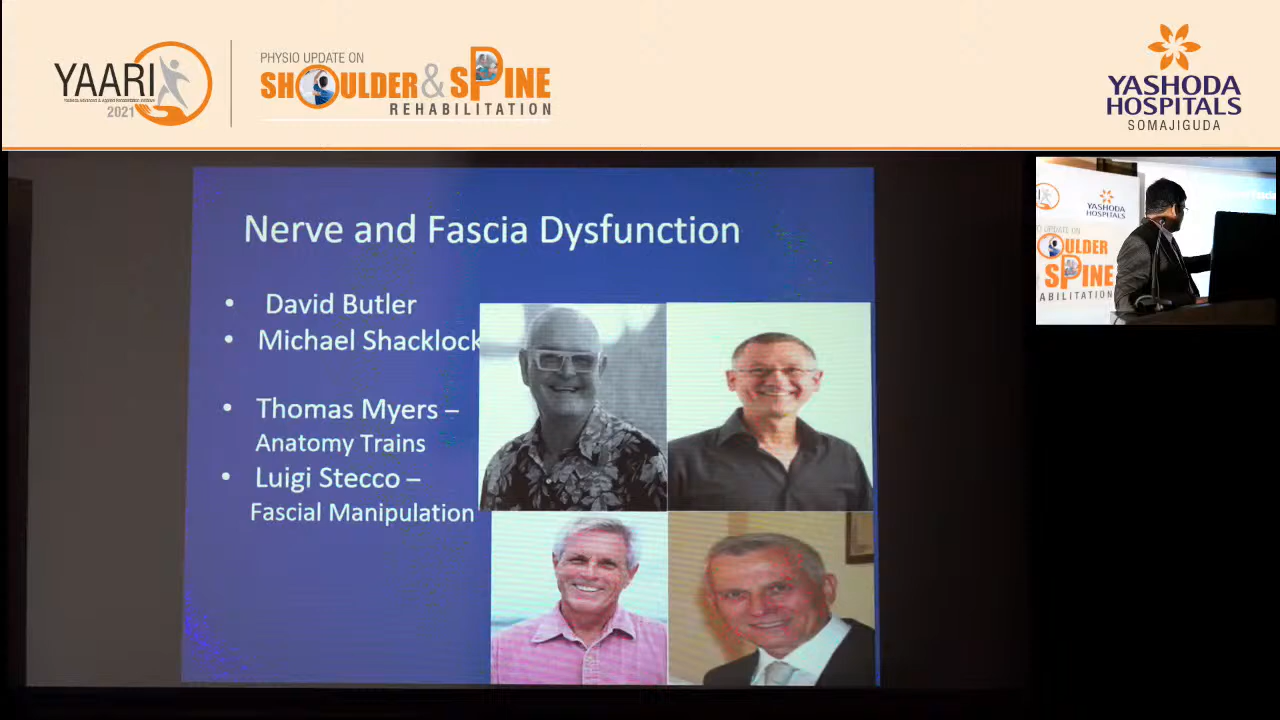 YAARI
2021
PHYSIO UPDATE ON
SHOULDER & SPINE
REHABILITATION
YASHODA
HOSPITALS
SOMAJIGUDA
Nerve and Fascia Dysfunction
• David Butler
• Michael Shacklock
• Thomas Myers –
Anatomy Trains
• Luigi Stecco –
Fascial Manipulation
YASHODA
HOSPITALS
OULDER
SPINE
ABILITATION